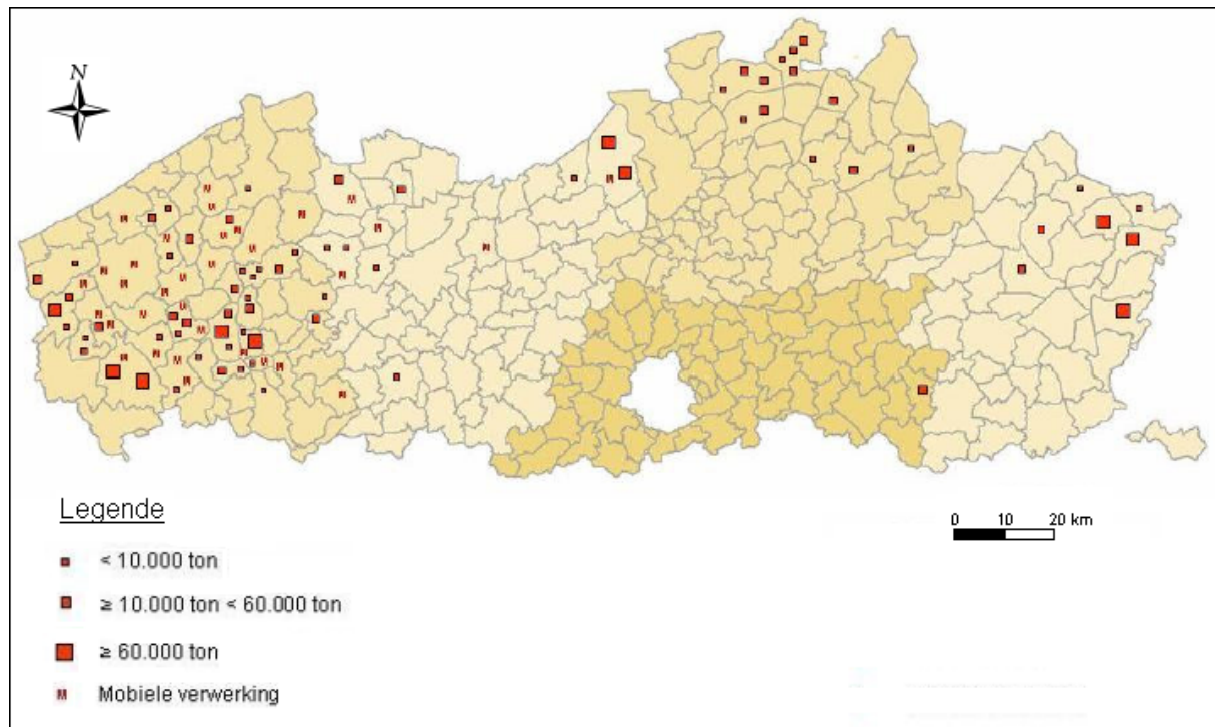 N
Legende
< 10.000 ton
≥ 10.000 ton < 60.000 ton
≥ 60.000 ton
M Mobiele verwerking
0 10 20 km